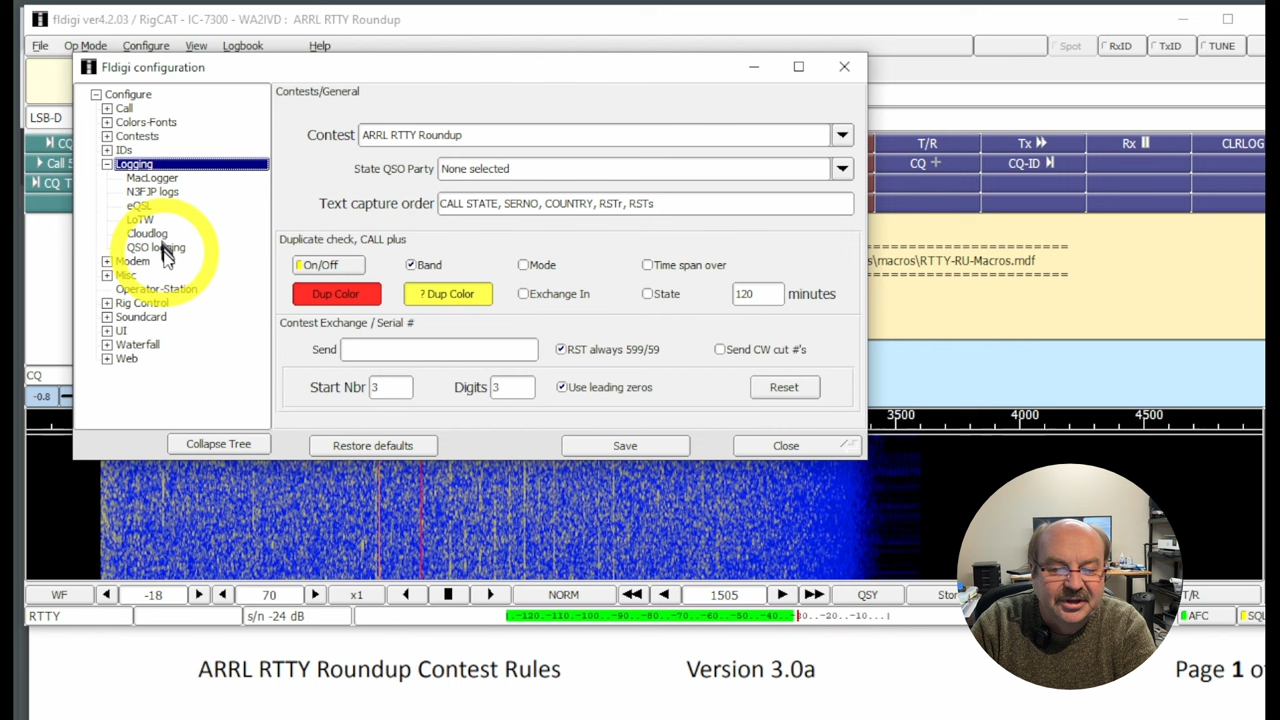 fldigi ver4.2.03 / RigCAT - IC-7300 - WA2IVD : ARRL RTTY Roundup
File Op Mode Configure View Logbook Help
Spot RxID TxID TUNE
Fldigi configuration
LSB-D
Configure
Call
Colors-Fonts
Contests
IDs
Logging
MacLogger
N3FJP logs
eQSL
LoTW
Cloudlog
QSO logging
Modem
Misc
Operator-Station
Rig Control
Soundcard
UI
Waterfall
Web
Collapse Tree
Contests/General
Contest ARRL RTTY Roundup
State QSO Party None selected
Text capture order CALL STATE, SERNO, COUNTRY, RSTr, RSTs
Duplicate check, CALL plus
On/Off Band Mode Time span over
Dup Color ? Dup Color Exchange In State 120 minutes
Contest Exchange / Serial #
Send RST always 599/59 Send CW cut #'s
Start Nbr 3 Digits 3 Use leading zeros Reset
Restore defaults Save Close
CQ
Call
CQ T
T/R Tx Rx CLRLOG
CQ + CQ-ID
s\macros\RTTY-RU-Macros.mdf
CQ
-0.8
3500 4000 4500
WF -18 70 x1 NORM 1505 QSY T/R
RTTY s/n -24 dB AFC
ARRL RTTY Roundup Contest Rules Version 3.0a Page 1